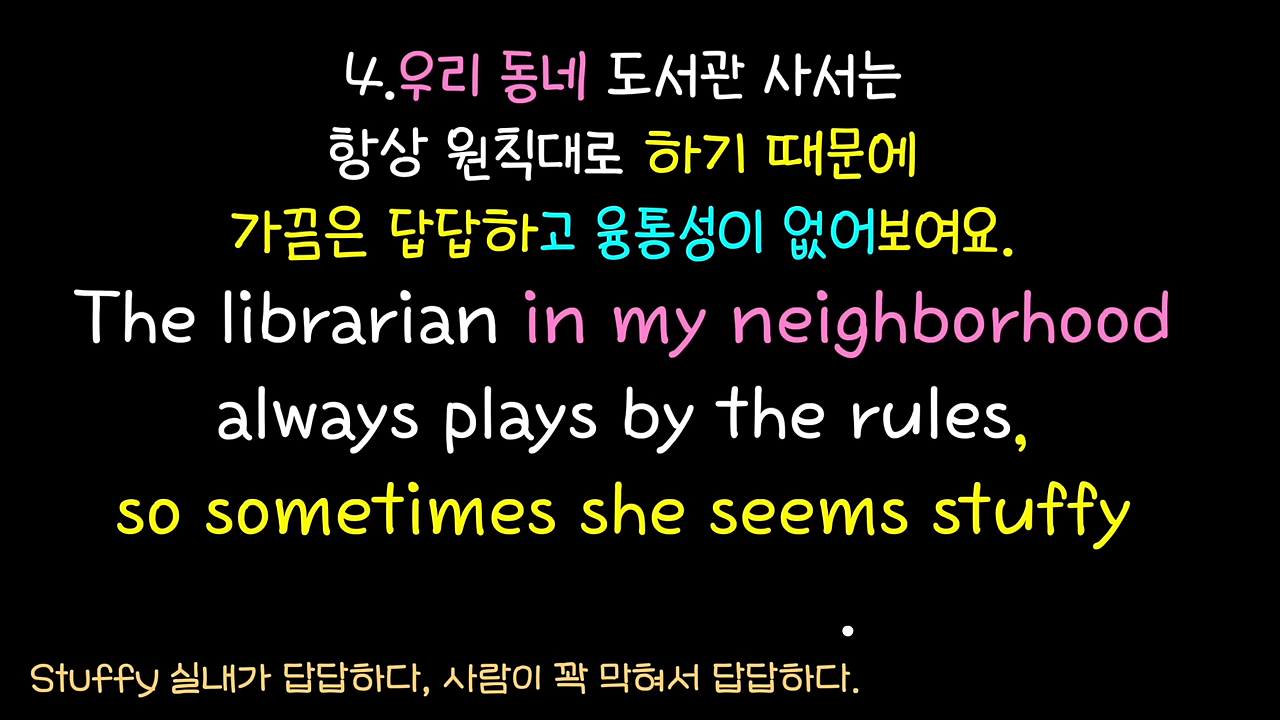 4.우리 동네 도서관 사서는
항상 원칙대로 하기 때문에
가끔은 답답하고 융통성이 없어보여요.
The librarian in my neighborhood
always plays by the rules,
so sometimes she seems stuffy
.
Stuffy 실내가 답답하다, 사람이 꽉 막혀서 답답하다.